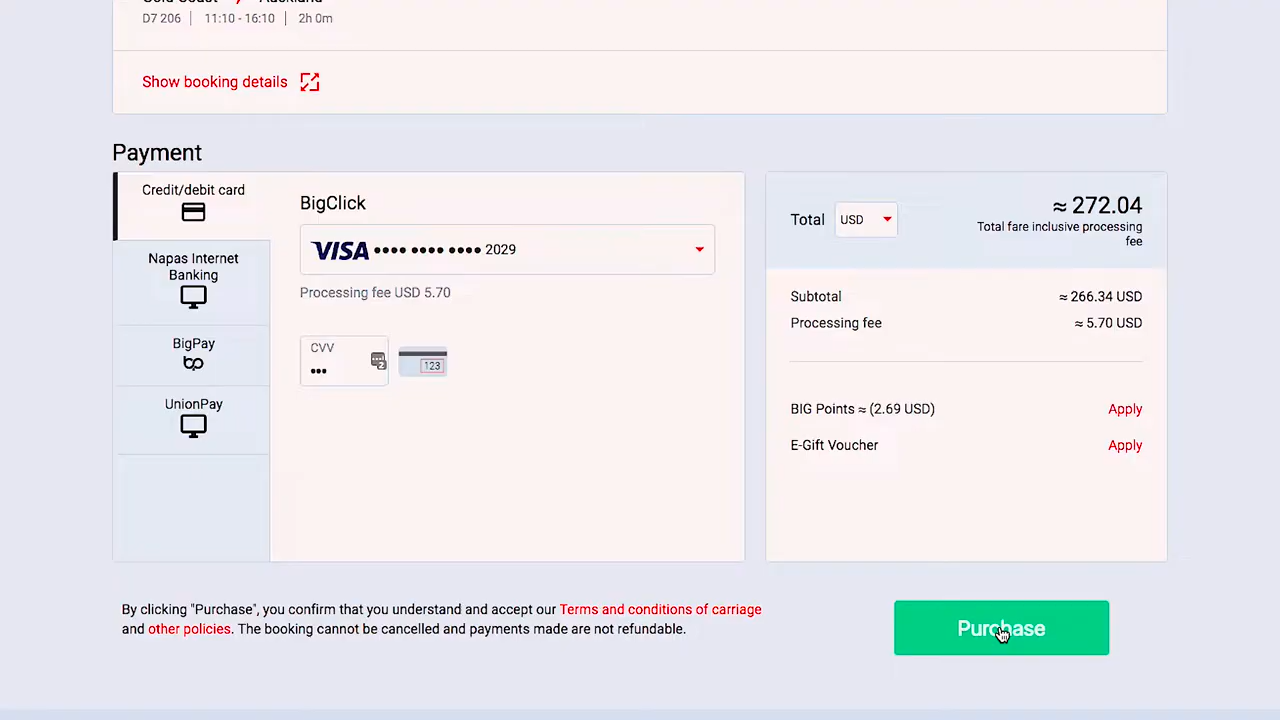 Gold Coast Auckland
D7 206 | 11:10 - 16:10 | 2h 0m
Show booking details
Payment
Credit/debit card
Napas Internet
Banking
BigPay
UnionPay
BigClick
VISA •••• •••• •••• 2029
Processing fee USD 5.70
CVV
•••
123
Total USD ≈ 272.04
Total fare inclusive processing
fee
Subtotal ≈ 266.34 USD
Processing fee ≈ 5.70 USD
BIG Points ≈ (2.69 USD) Apply
E-Gift Voucher Apply
By clicking "Purchase", you confirm that you understand and accept our Terms and conditions of carriage
and other policies. The booking cannot be cancelled and payments made are not refundable.
Purchase